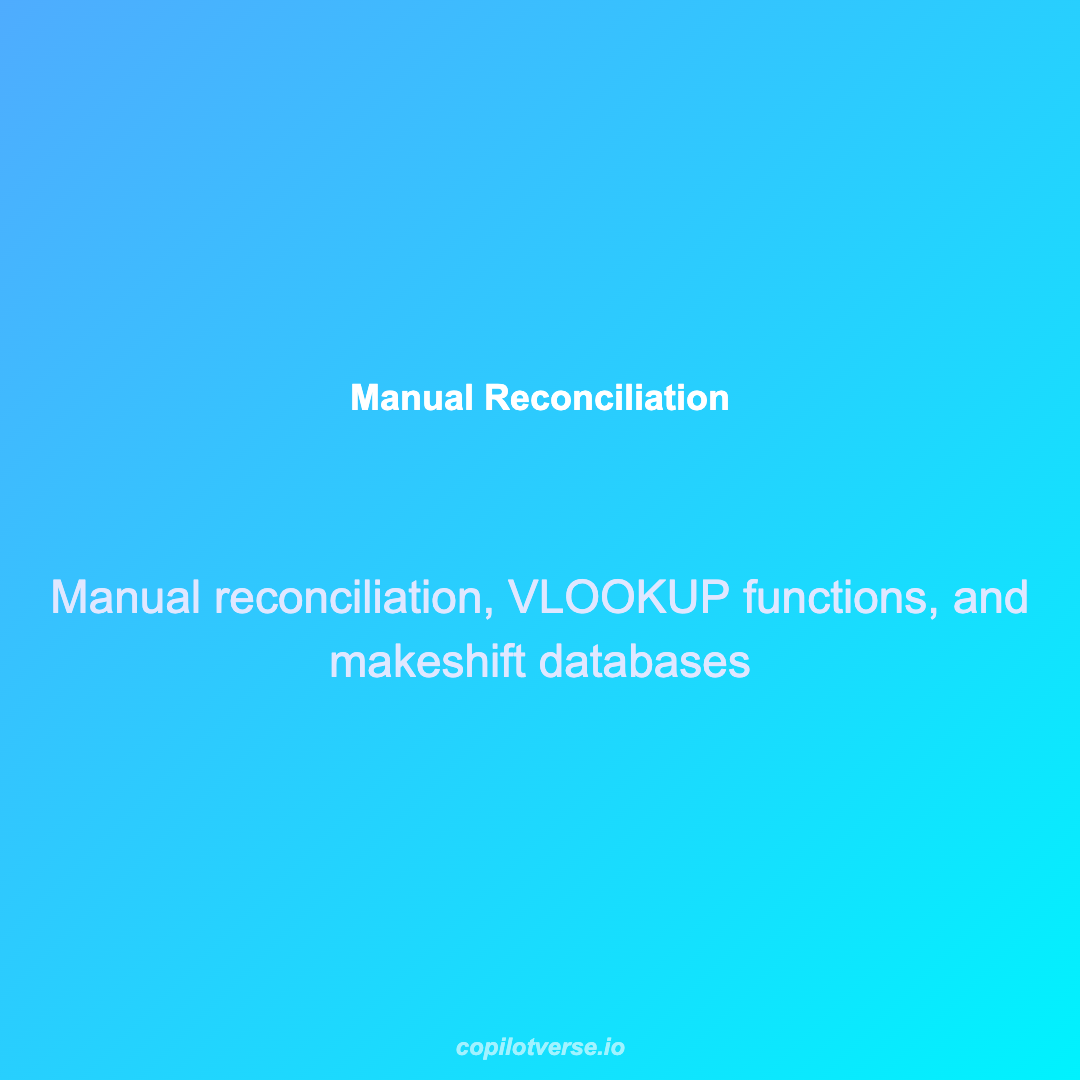 Manual Reconciliation
Manual reconciliation, VLOOKUP functions, and
makeshift databases
copilotverse.io